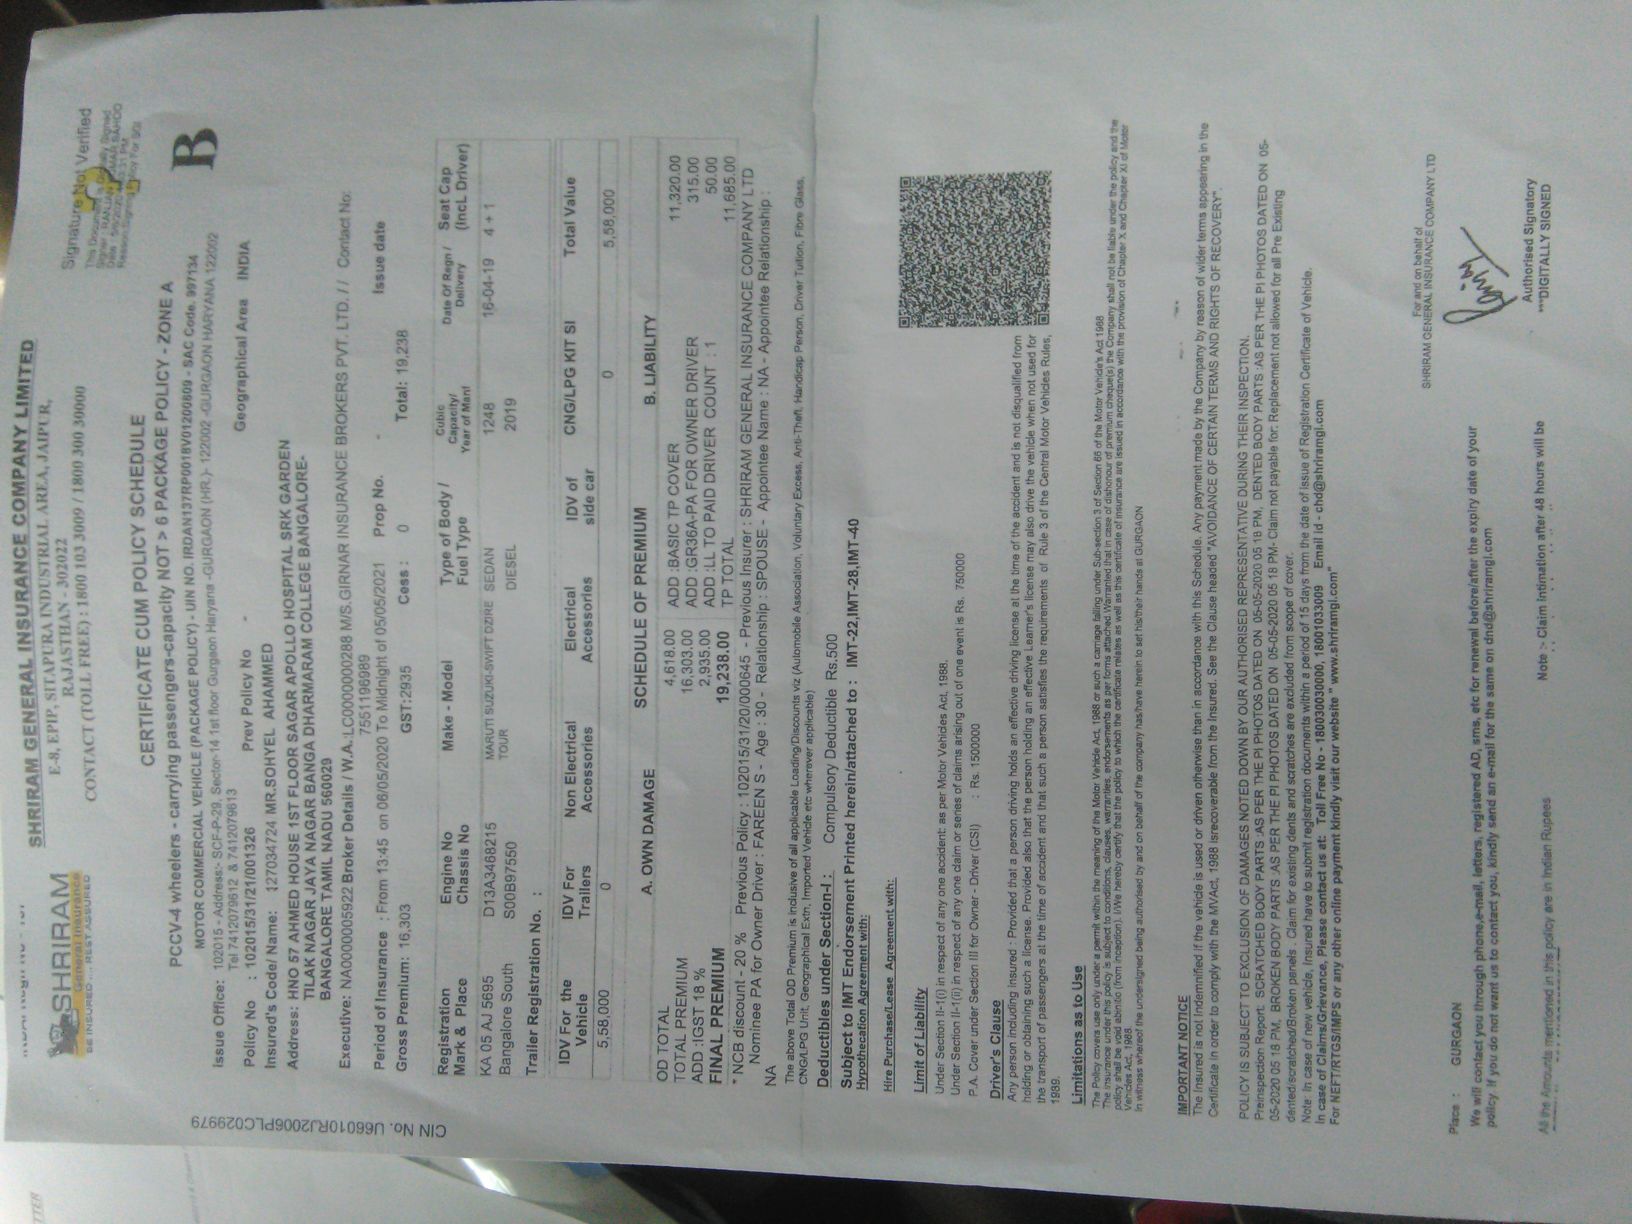 SHRIRAM GENERAL INSURANCE COMPANY LIMITED
E-8, EPIP, SITAPURA INDUSTRIAL AREA, JAIPUR,
RAJASTHAN - 302022
CONTACT (TOLL FREE) : 1800 103 3009 / 1800 300 30000
SHRIRAM
General Insurance
BE INSURED.... REST ASSURED
Signature Not Verified
CERTIFICATE CUM POLICY SCHEDULE
PCCV-4 wheelers - carrying passengers-capacity NOT > 6 PACKAGE POLICY - ZONE A
B
MOTOR COMMERCIAL VEHICLE (PACKAGE POLICY) - UIN NO. IRDAN137RP0018V01200809 - SAC Code. 997134
Issue Office: 102015 - Address:- SCF-P-29, Sector-14 1st floor Gurgaon Haryana -GURGAON (HR.)- 122002 -GURGAON HARYANA 122002
Tel 7412079612 & 7412079613
Policy No : 102015/31/21/001326 Prev Policy No - Geographical Area INDIA
Insured's Code/ Name: 127034724 MR.SOHYEL AHAMMED
Address: HNO 57 AHMED HOUSE 1ST FLOOR SAGAR APOLLO HOSPITAL SRK GARDEN
TILAK NAGAR JAYA NAGAR BANGA DHARMARAM COLLEGE BANGALORE-
BANGALORE TAMIL NADU 560029
Executive: NA000000005922 Broker Details / W.A.:LC0000000288 M/S.GIRNAR INSURANCE BROKERS PVT. LTD. / / Contact No:
7551196989
Period of Insurance : From 13:45 on 06/05/2020 To Midnight of 05/05/2021 Prop No. - Issue date
Gross Premium: 16,303 GST:2935 Cess : 0 Total: 19,238
Registration Mark & Place Engine No Chassis No Make - Model Type of Body / Fuel Type Cubic Capacity/ Year of Manf Date Of Regn / Delivery Seat Cap (incL Driver)
KA 05 AJ 5695 D13A3468215 MARUTI SUZUKI-SWIFT DZIRE SEDAN 1248 16-04-19 4 + 1
Bangalore South S00B97550 TOUR DIESEL 2019
Trailer Registration No. :
IDV For the Vehicle IDV For Trailers Non Electrical Accessories Electrical Accessories IDV of side car CNG/LPG KIT SI Total Value
5,58,000 0 0 5,58,000
SCHEDULE OF PREMIUM
A. OWN DAMAGE B. LIABILITY
OD TOTAL 4,618.00 ADD :BASIC TP COVER 11,320.00
TOTAL PREMIUM 16,303.00 ADD :GR36A-PA FOR OWNER DRIVER 315.00
ADD :IGST 18 % 2,935.00 ADD :LL TO PAID DRIVER COUNT : 1 50.00
FINAL PREMIUM 19,238.00 TP TOTAL 11,685.00
* NCB discount - 20 % Previous Policy : 102015/31/20/000645 - Previous Insurer : SHRIRAM GENERAL INSURANCE COMPANY LTD
Nominee PA for Owner Driver : FAREEN S - Age : 30 - Relationship : SPOUSE - Appointee Name : NA - Appointee Relationship :
NA
The above Total OD Premium is inclusive of all applicable Loading/Discounts viz (Automobile Association, Voluntary Excess, Anti-Theft, Handicap Person, Driver Tuition, Fibre Glass,
CNG/LPG Unit, Geographical Extn, Imported Vehicle etc wherever applicable)
Deductibles under Section-I : Compulsory Deductible Rs.500
Subject to IMT Endorsement Printed herein/attached to : IMT-22,IMT-28,IMT-40
Hypothecation Agreement with:
Hire Purchase/Lease Agreement with:
Limit of Liability
Under Section II-1(i) in respect of any one accident: as per Motor Vehicles Act, 1988.
Under Section II-1(ii) in respect of any one claim or series of claims arising out of one event is Rs. 750000
P.A. Cover under Section III for Owner - Driver (CSI) : Rs. 1500000
Driver's Clause
Any person including Insured : Provided that a person driving holds an effective driving license at the time of the accident and is not disqualified from
holding or obtaining such a license. Provided also that the person holding an effective Learner's license may also drive the vehicle when not used for
the transport of passengers at the time of accident and that such a person satisfies the requirements of Rule 3 of the Central Motor Vehicles Rules,
1989.
Limitations as to Use
The Policy covers use only under a permit within the meaning of the Motor Vehicle Act, 1988 or such a carriage falling under Sub-section 3 of Section 66 of the Motor Vehicle's Act 1988
The Insurance under this policy is subject to conditions, clauses, warranties, endorsements as per forms attached.Warranted that in case of dishonour of premium cheque(s) the Company shall not be liable under the policy and the
policy shall be void abinitio (from inception). I/We hereby certify that the policy to which the certificate relates as well as this certificate of insurance are issued in accordance with the provision of Chapter X and Chapter XI of Motor
Vehicles Act, 1988.
In witness whereof the undersigned being authorised by and on behalf of the company has/have herein to set his/their hands at GURGAON
IMPORTANT NOTICE
The Insured is not Indemnified if the vehicle is used or driven otherwise than in accordance with this Schedule. Any payment made by the Company by reason of wider terms appearing in the
Certificate in order to comply with the MVAct, 1988 isrecoverable from the Insured. See the Clause headed "AVOIDANCE OF CERTAIN TERMS AND RIGHTS OF RECOVERY".
POLICY IS SUBJECT TO EXCLUSION OF DAMAGES NOTED DOWN BY OUR AUTHORISED REPRESENTATIVE DURING THEIR INSPECTION.
Preinspection Report: SCRATCHED BODY PARTS :AS PER THE PI PHOTOS DATED ON 05-05-2020 05 18 PM, DENTED BODY PARTS :AS PER THE PI PHOTOS DATED ON 05-
05-2020 05 18 PM, BROKEN BODY PARTS :AS PER THE PI PHOTOS DATED ON 05-05-2020 05 18 PM- Claim not payable for: Replacement not allowed for all Pre Existing
dented/scratched/Broken panels . Claim for existing dents and scratches are excluded from scope of cover.
Note : In case of new vehicle, Insured have to submit registration documents within a period of 15 days from the date of issue of Registration Certificate of Vehicle.
In case of Claims/Grievance, Please contact us at: Toll Free No - 180030030000, 18001033009 Email id - chd@shriramgi.com
For NEFT/RTGS/IMPS or any other online payment kindly visit our website " www.shriramgi.com"
For and on behalf of
SHRIRAM GENERAL INSURANCE COMPANY LTD
Authorised Signatory
"*DIGITALLY SIGNED
Place : GURGAON
We will contact you through phone,e-mail, letters, registered AD, sms, etc for renewal before/after the expiry date of your
policy. If you do not want us to contact you, kindly send an e-mail for the same on dnd@shriramgi.com
Note :- Claim Intimation after 48 hours will be
All the Amounts mentioned in this policy are in Indian Rupees
CIN No. U66010RJ2006PLC029979